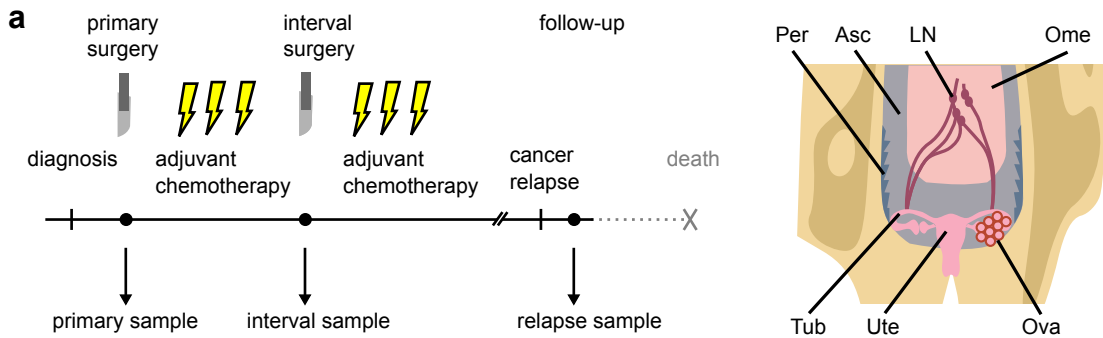 a
primary
surgery
interval
surgery
follow-up
diagnosis
adjuvant
chemotherapy
adjuvant
chemotherapy
cancer
relapse
death
primary sample
interval sample
relapse sample
Per
Asc
LN
Ome
Tub
Ute
Ova